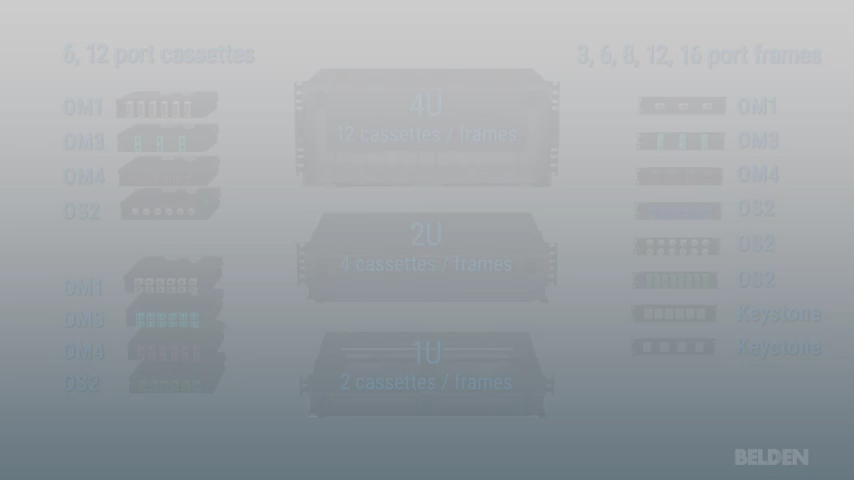 6, 12 port cassettes
OM1
OM3
OM4
OS2
OM1
OM3
OM4
OS2
4U
12 cassettes / frames
2U
4 cassettes / frames
1U
2 cassettes / frames
3, 6, 8, 12, 16 port frames
OM1
OM3
OM4
OS2
OS2
OS2
Keystone
Keystone
BELDEN